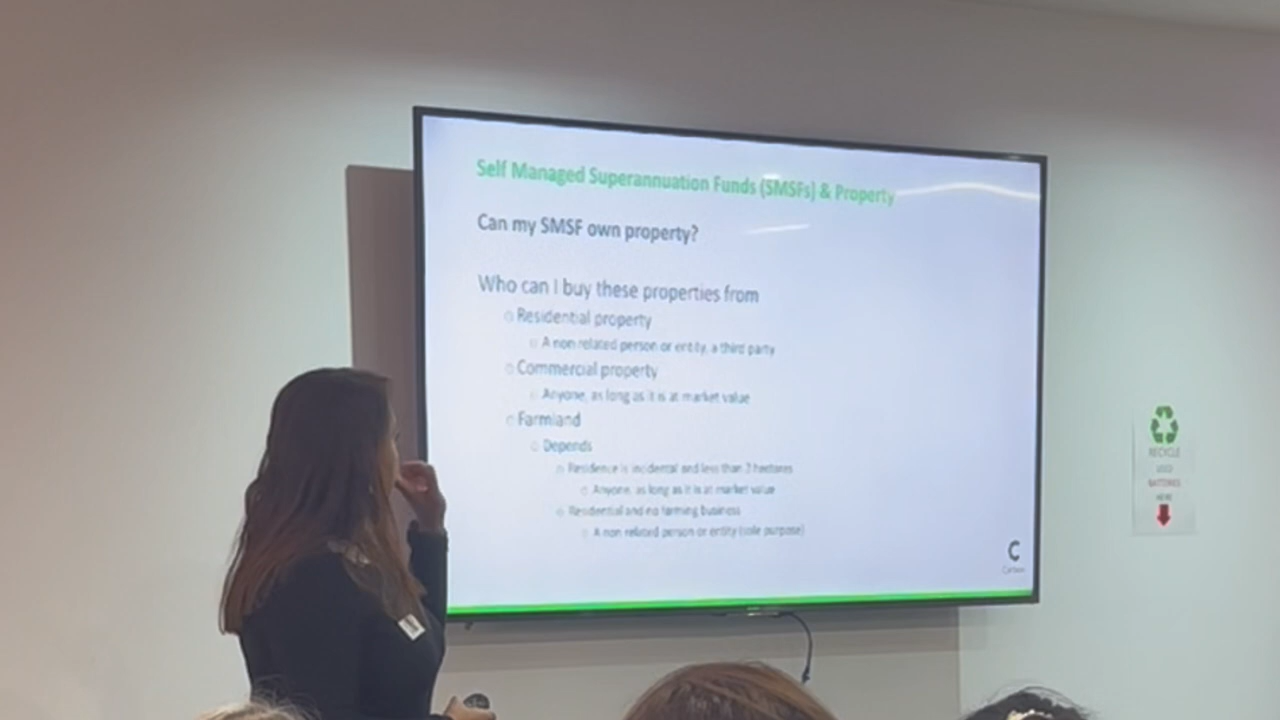 Self Managed Superannuation Funds (SMSFs) & Property
Can my SMSF own property?
Who can I buy these properties from
Residential property
A non related person or entity, a third party
Commercial property
Anyone, as long as it is at market value
Farmland
Depends
Residence is incidental and less than 2 hectares
Anyone, as long as it is at market value
Residential and no farming business
A non related person or entity (sole purpose)
C
RECYCLE
USED
BATTERIES
HERE